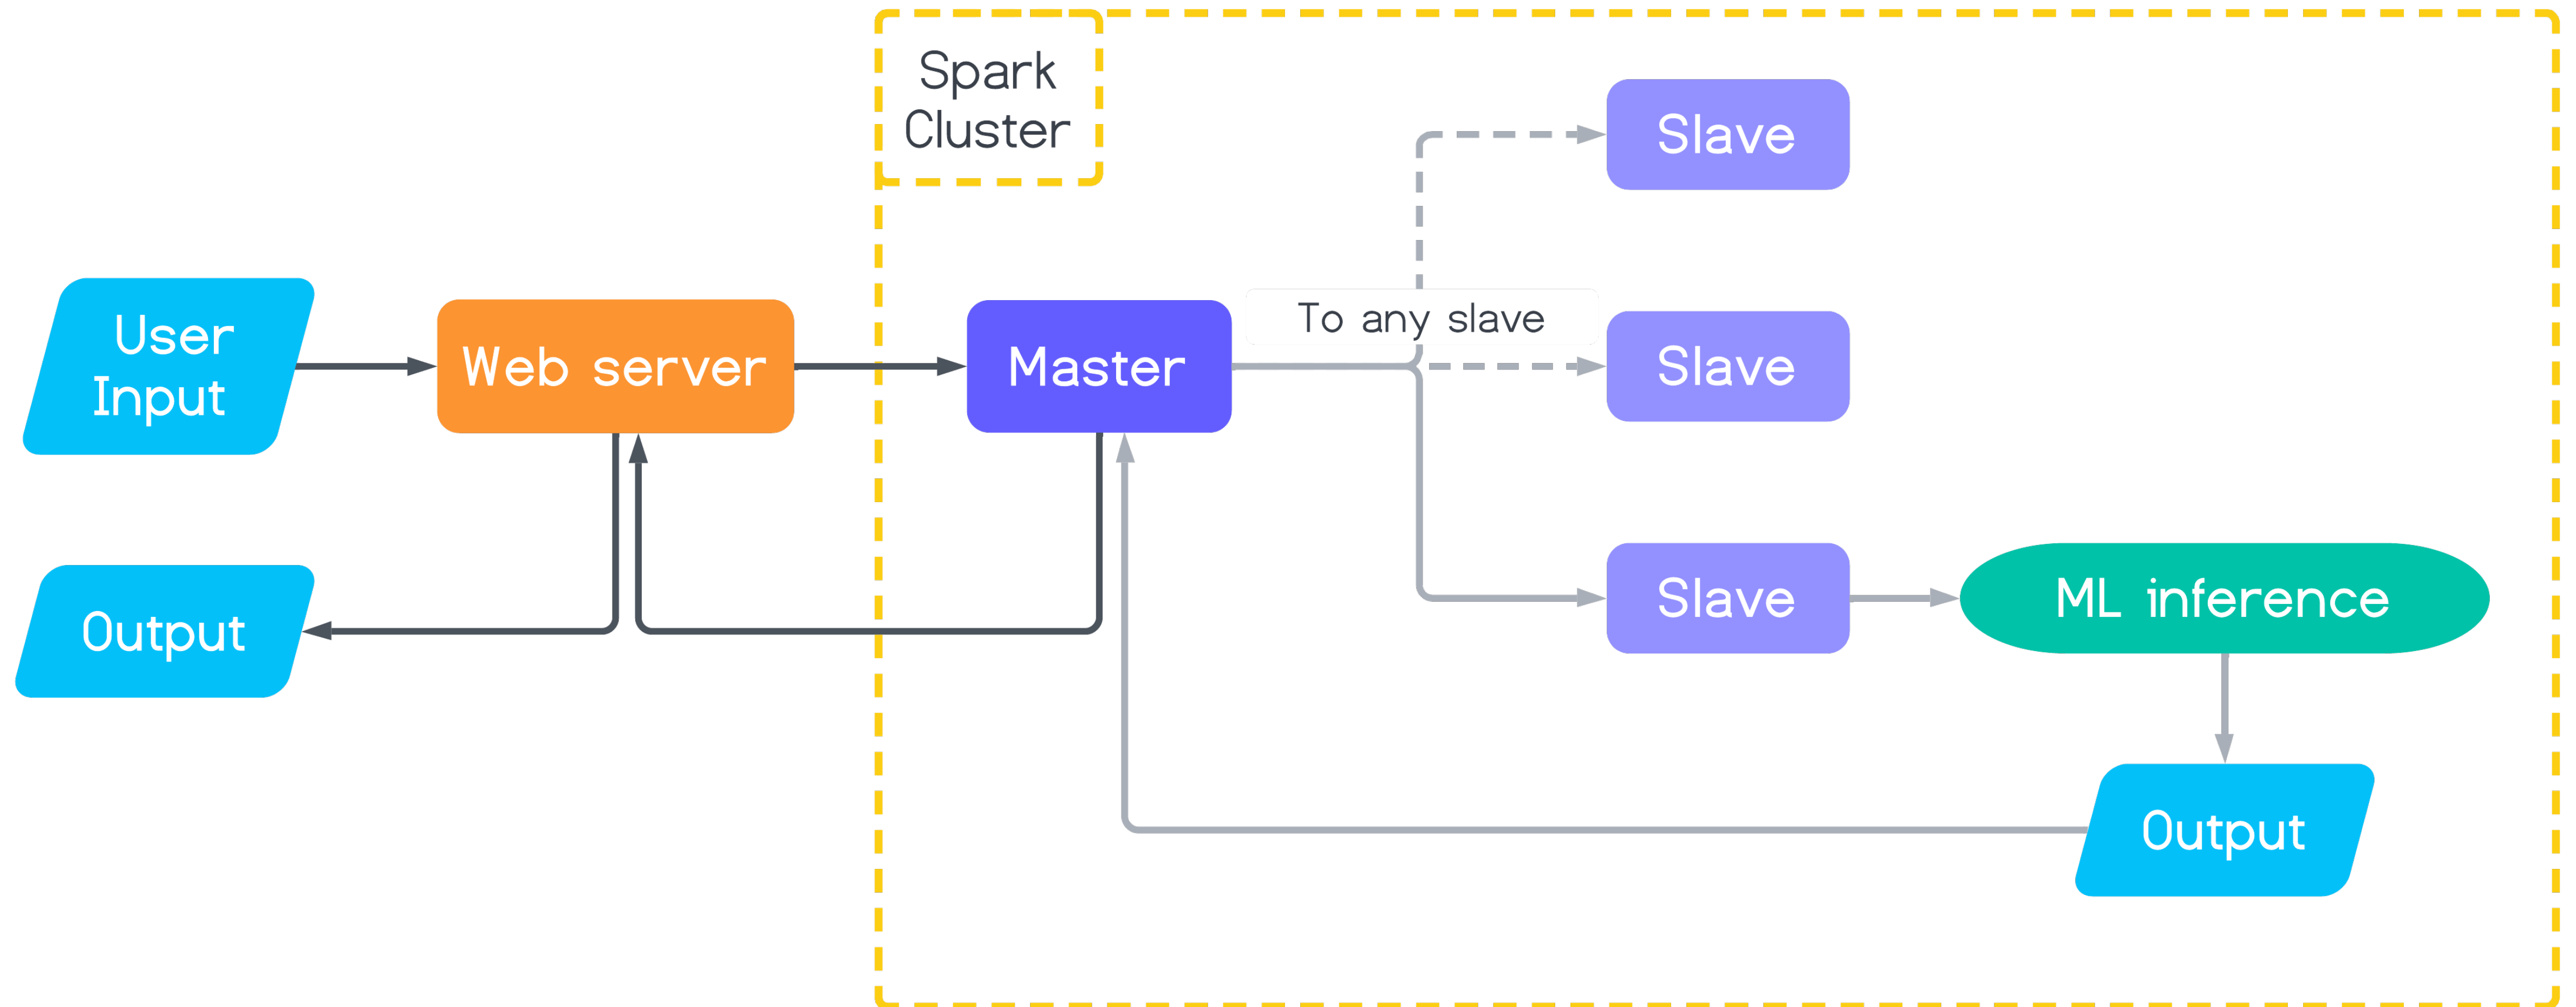 Spark
Cluster
Slave
User
Input
Web server
Master
To any slave
Slave
Output
Slave
ML inference
Output